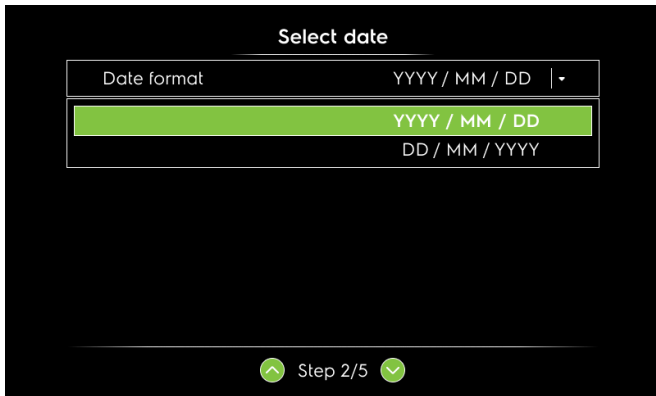 Select date
Date format YYYY / MM / DD
YYYY / MM / DD
DD / MM / YYYY
Step 2/5